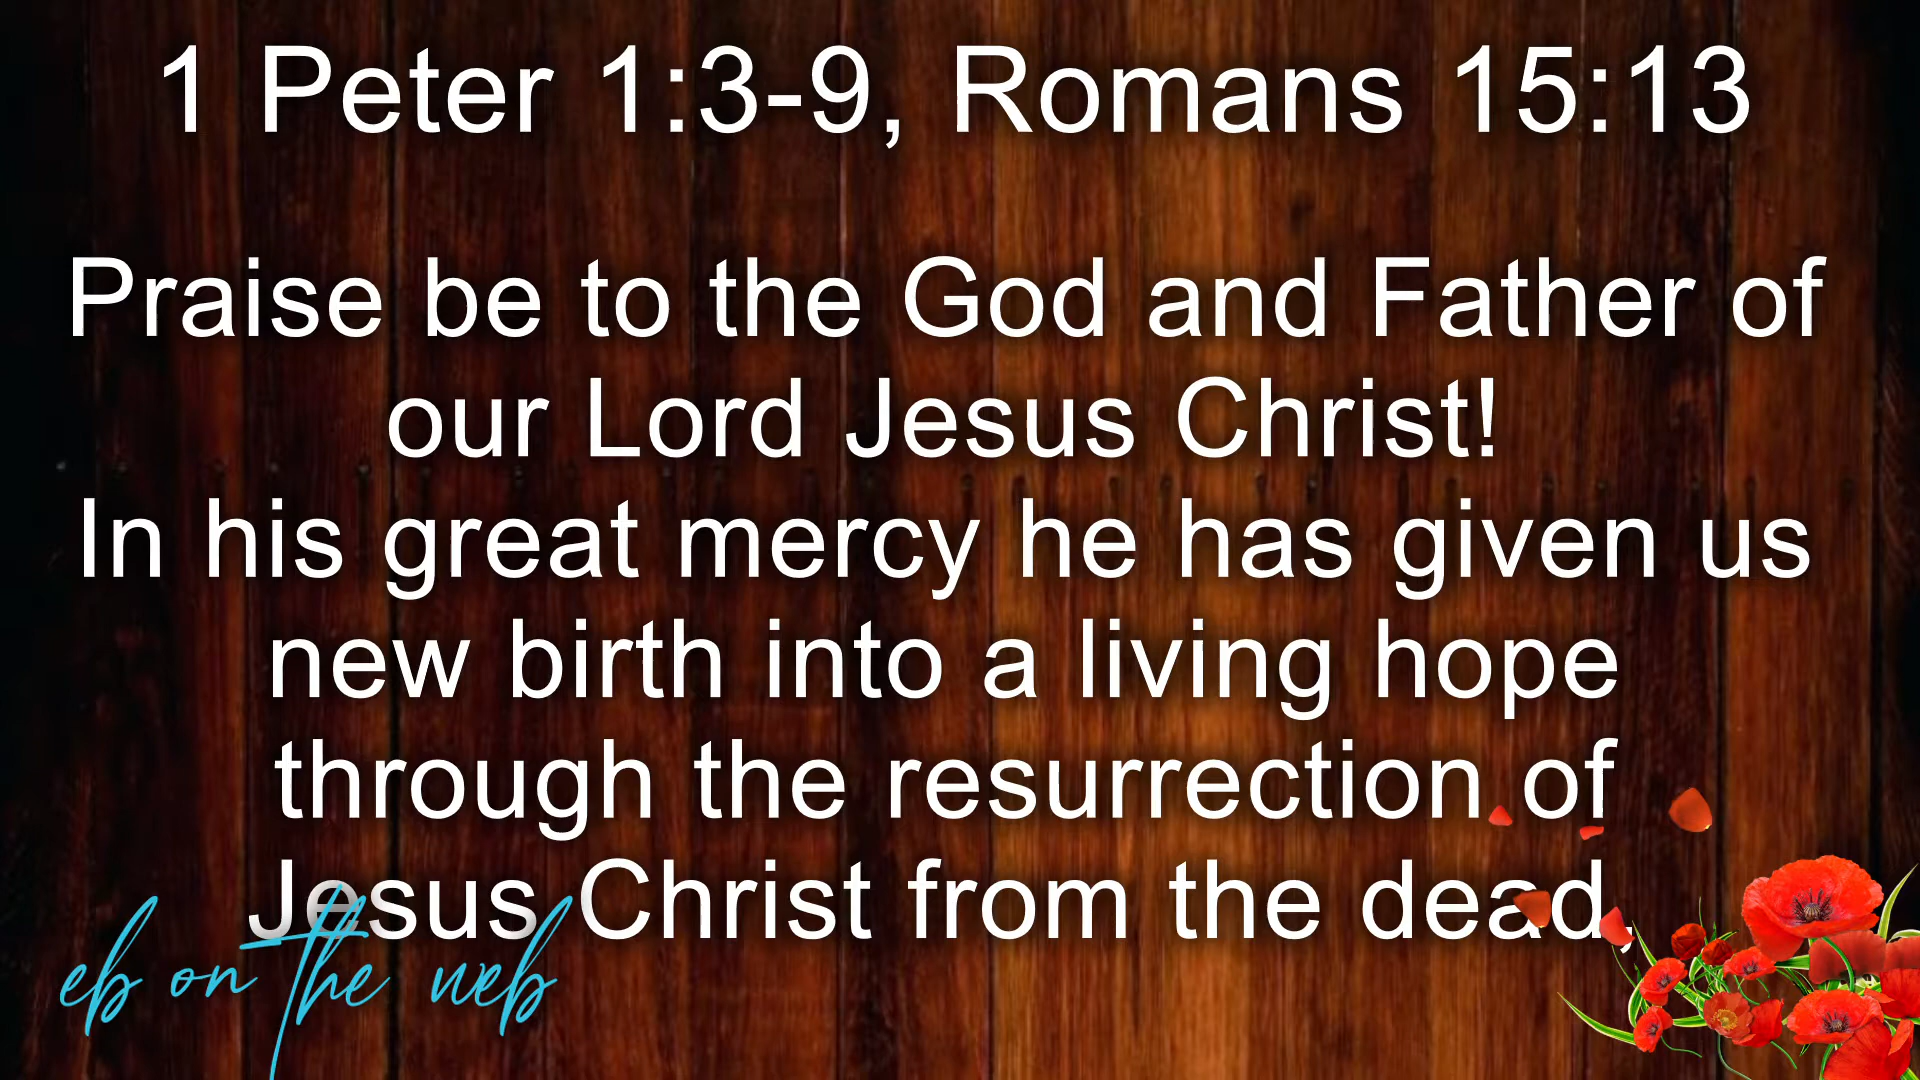 1 Peter 1:3-9, Romans 15:13
Praise be to the God and Father of
our Lord Jesus Christ!
In his great mercy he has given us
new birth into a living hope
through the resurrection of
Jesus Christ from the dead,
eb on the web